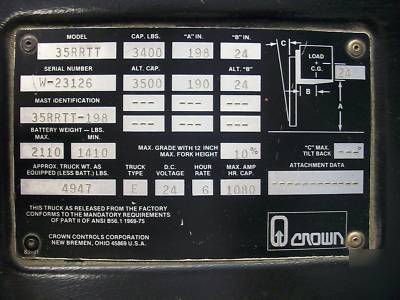 MODEL CAP. LBS. "A" IN. "B" IN.
35RRTT 3400 198 24
SERIAL NUMBER ALT. CAP. ALT. "B"
W-23126 3500 190 24
MAST IDENTIFICATION --- --- ---
35RRTT-198 --- --- ---
BATTERY WEIGHT — LBS.
MAX. MIN.
2110 1410
MAX. GRADE WITH 12 INCH
MAX. FORK HEIGHT 10%
C
LOAD
+
C.G.
24
B
A
"C" MAX.
TILT BACK ---
APPROXIMATE TRUCK WT. AS
EQUIPPED (LESS BATT.) LBS.
4947
TRUCK
TYPE
E
D.C.
VOLTAGE
24
HOUR
RATE
6
MAX. AMP
HR. CAP.
1080
ATTACHMENT DATA
THIS TRUCK AS RELEASED FROM THE FACTORY
CONFORMS TO THE MANDATORY REQUIREMENTS
OF PART II OF ANSI B56.1 1969-75
CROWN CONTROLS CORPORATION
NEW BREMEN, OHIO 45869 U.S.A.
CROWN